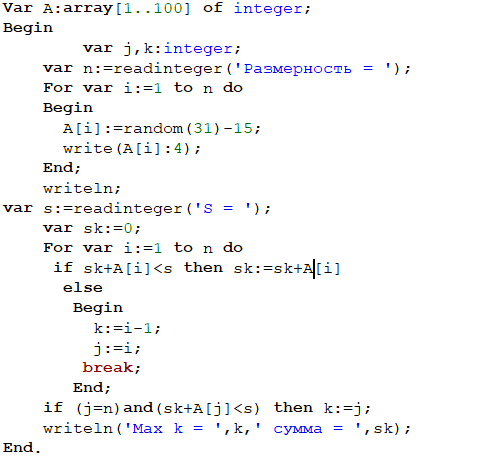 Var A:array[1..100] of integer;
Begin
var j,k:integer;
var n:=readinteger('Размерность = ');
For var i:=1 to n do
Begin
A[i]:=random(31)-15;
write(A[i]:4);
End;
writeln;
var s:=readinteger('S = ');
var sk:=0;
For var i:=1 to n do
if sk+A[i]<s then sk:=sk+A[i]
else
Begin
k:=i-1;
j:=i;
break;
End;
if (j=n)and(sk+A[j]<s) then k:=j;
writeln('Max k = ',k,' сумма = ',sk);
End.